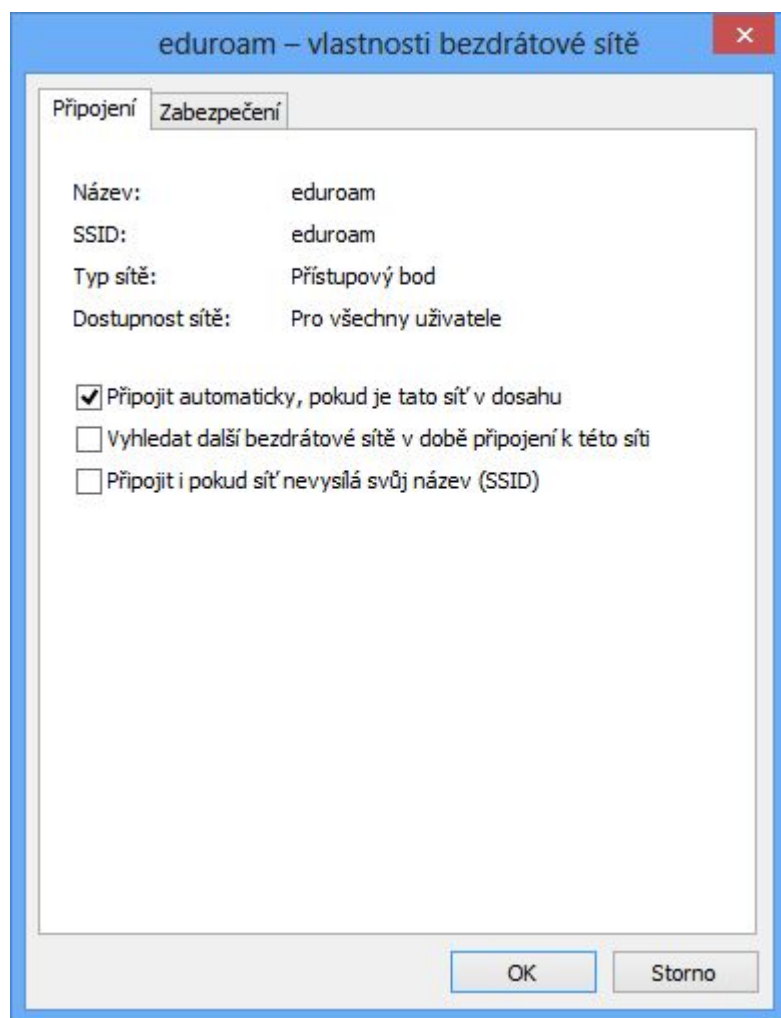 eduroam – vlastnosti bezdrátové sítě
Připojení Zabezpečení
Název: eduroam
SSID: eduroam
Typ sítě: Přístupový bod
Dostupnost sítě: Pro všechny uživatele
Připojit automaticky, pokud je tato síť v dosahu
Vyhledat další bezdrátové sítě v době připojení k této síti
Připojit i pokud síť nevysílá svůj název (SSID)
OK Storno